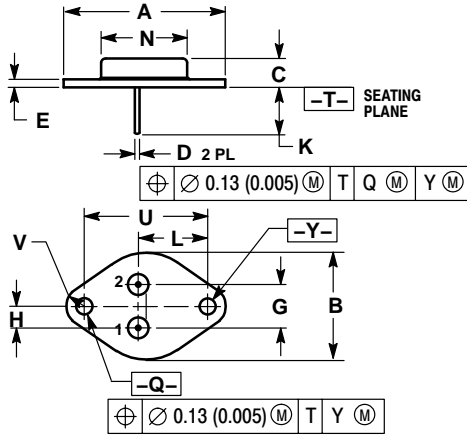 A
N
C
E
–T– SEATING
PLANE
K
D 2 PL
⌖ ∅ 0.13 (0.005) Ⓜ T Q Ⓜ Y Ⓜ
U
V
L
–Y–
2
H
G
B
1
–Q–
⌖ ∅ 0.13 (0.005) Ⓜ T Y Ⓜ